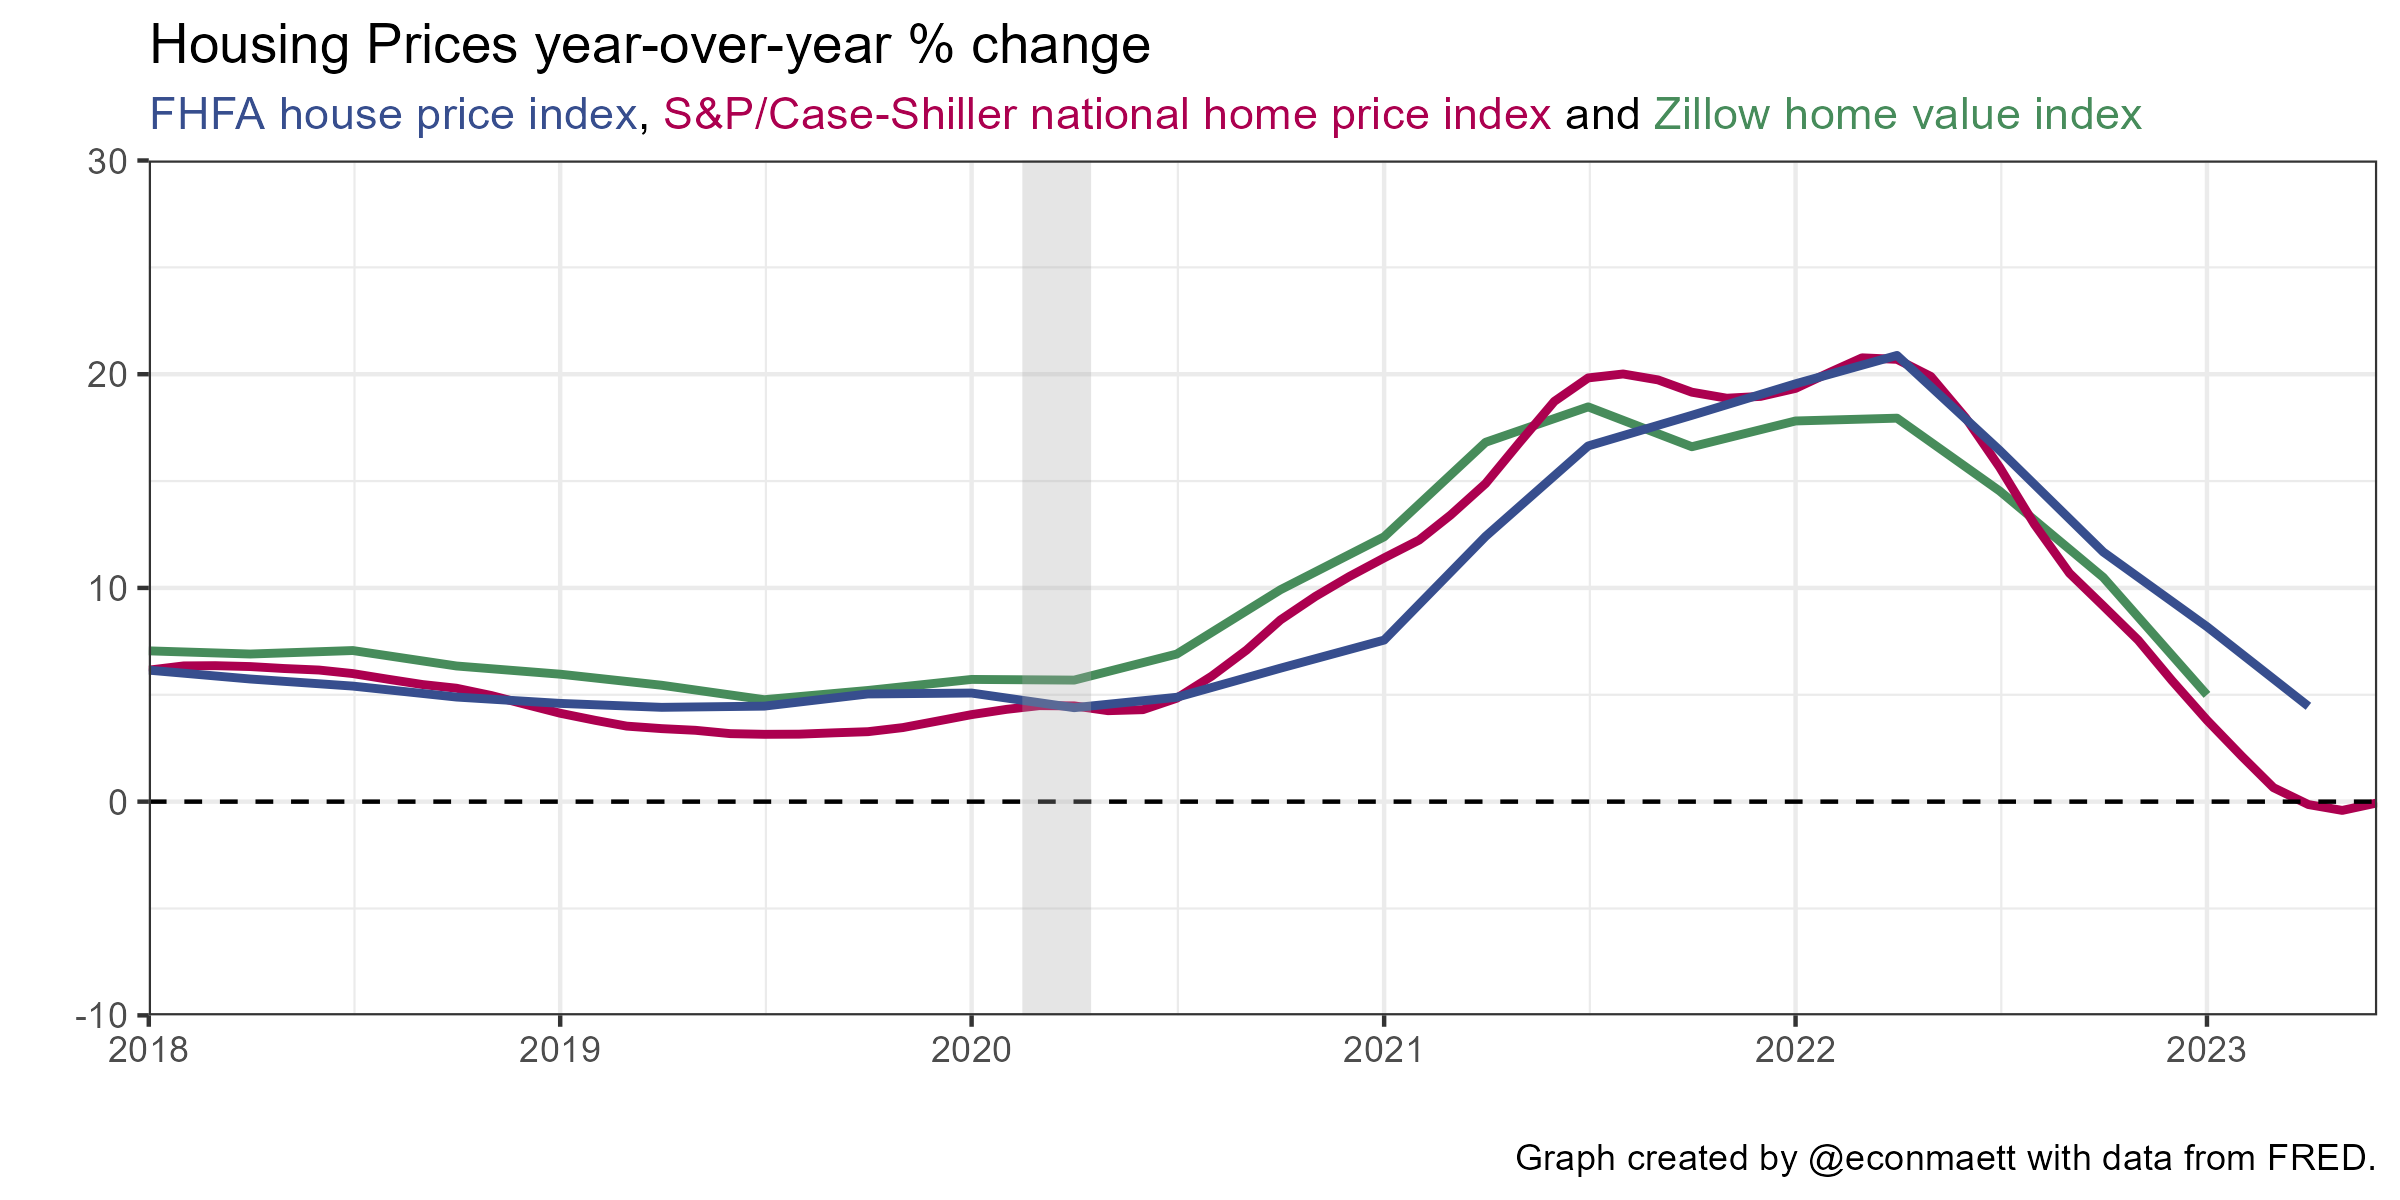 Housing Prices year-over-year % change
FHFA house price index, S&P/Case-Shiller national home price index and Zillow home value index
30
20
10
0
-10
2018 2019 2020 2021 2022 2023
Graph created by @econmaett with data from FRED.